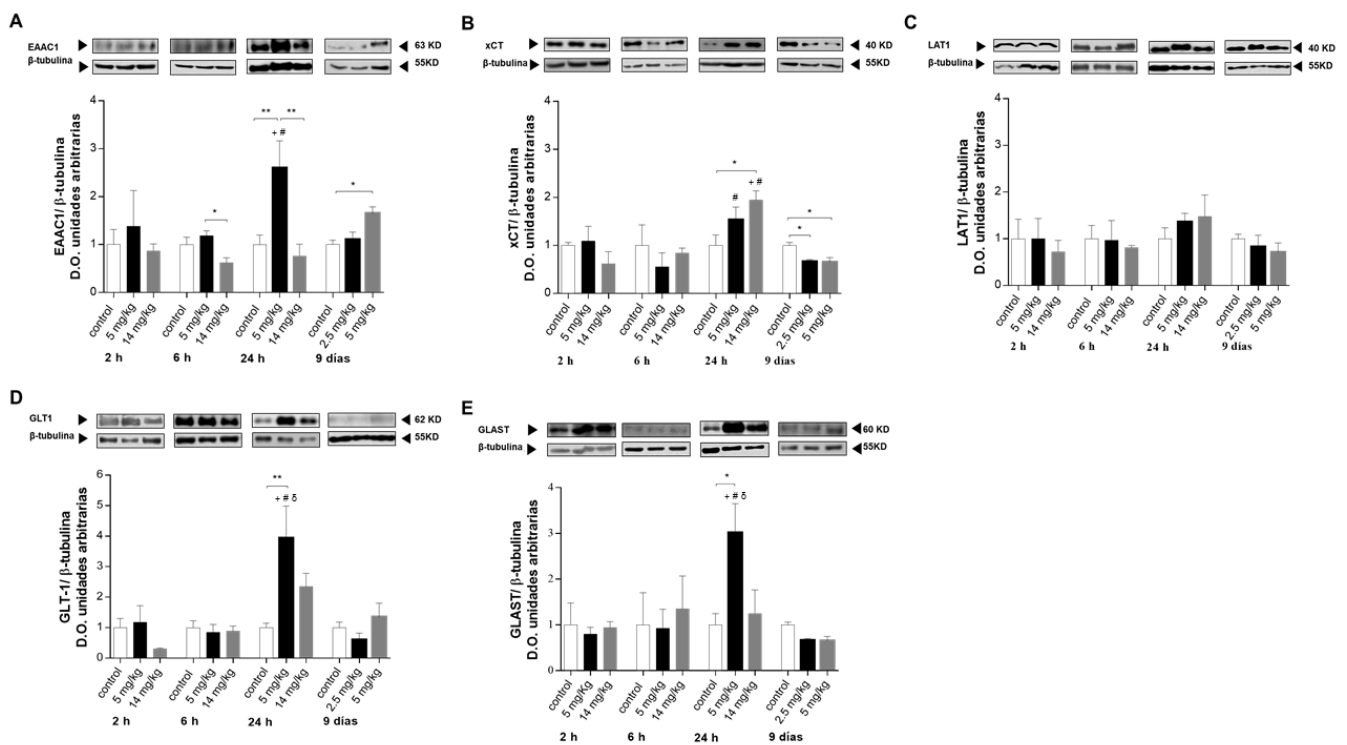 A
EAAC1
63 KD
β-tubulina
55KD
EAAC1/ β-tubulina
D.O. unidades arbitrarias
4
3
2
1
0
** **
+ #
*
*
control 5 mg/kg 14 mg/kg control 5 mg/kg 14 mg/kg control 5 mg/kg 14 mg/kg control 2.5 mg/kg 5 mg/kg
2 h 6 h 24 h 9 días
B
xCT
40 KD
β-tubulina
55KD
xCT/ β-tubulina
D.O. unidades arbitrarias
4
3
2
1
0
*
+ #
#
*
*
control 5 mg/kg 14 mg/kg control 5 mg/kg 14 mg/kg control 5 mg/kg 14 mg/kg control 2.5 mg/kg 5 mg/kg
2 h 6 h 24 h 9 días
C
LAT1
40 KD
β-tubulina
55KD
LAT1/ β-tubulina
D.O. unidades arbitrarias
4
3
2
1
0
control 5 mg/kg 14 mg/kg control 5 mg/kg 14 mg/kg control 5 mg/kg 14 mg/kg control 2.5 mg/kg 5 mg/kg
2 h 6 h 24 h 9 días
D
GLT1
62 KD
β-tubulina
55KD
GLT-1/ β-tubulina
D.O. unidades arbitrarias
6
5
4
3
2
1
0
**
+ # δ
control 5 mg/kg 14 mg/kg control 5 mg/kg 14 mg/kg control 5 mg/kg 14 mg/kg control 2.5 mg/kg 5 mg/kg
2 h 6 h 24 h 9 días
E
GLAST
60 KD
β-tubulina
55KD
GLAST/ β-tubulina
D.O. unidades arbitrarias
4
3
2
1
0
*
+ # δ
control 5 mg/Kg 14 mg/kg control 5 mg/kg 14 mg/kg control 5 mg/kg 14 mg/kg control 2.5 mg/kg 5 mg/kg
2 h 6 h 24 h 9 días